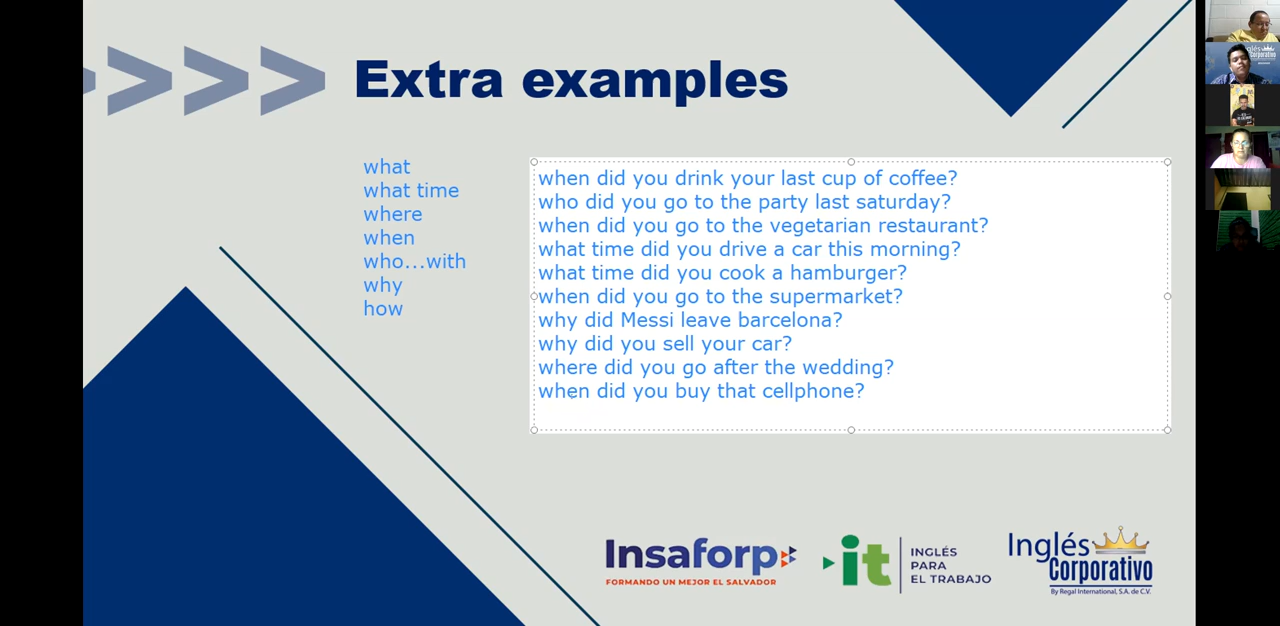 Extra examples
what
what time
where
when
who...with
why
how
when did you drink your last cup of coffee?
who did you go to the party last saturday?
when did you go to the vegetarian restaurant?
what time did you drive a car this morning?
what time did you cook a hamburger?
when did you go to the supermarket?
why did Messi leave barcelona?
why did you sell your car?
where did you go after the wedding?
when did you buy that cellphone?
Insaforp
FORMANDO UN MEJOR EL SALVADOR
it
INGLÉS
PARA
EL TRABAJO
Inglés
Corporativo
By Regal International, S.A. de C.V.